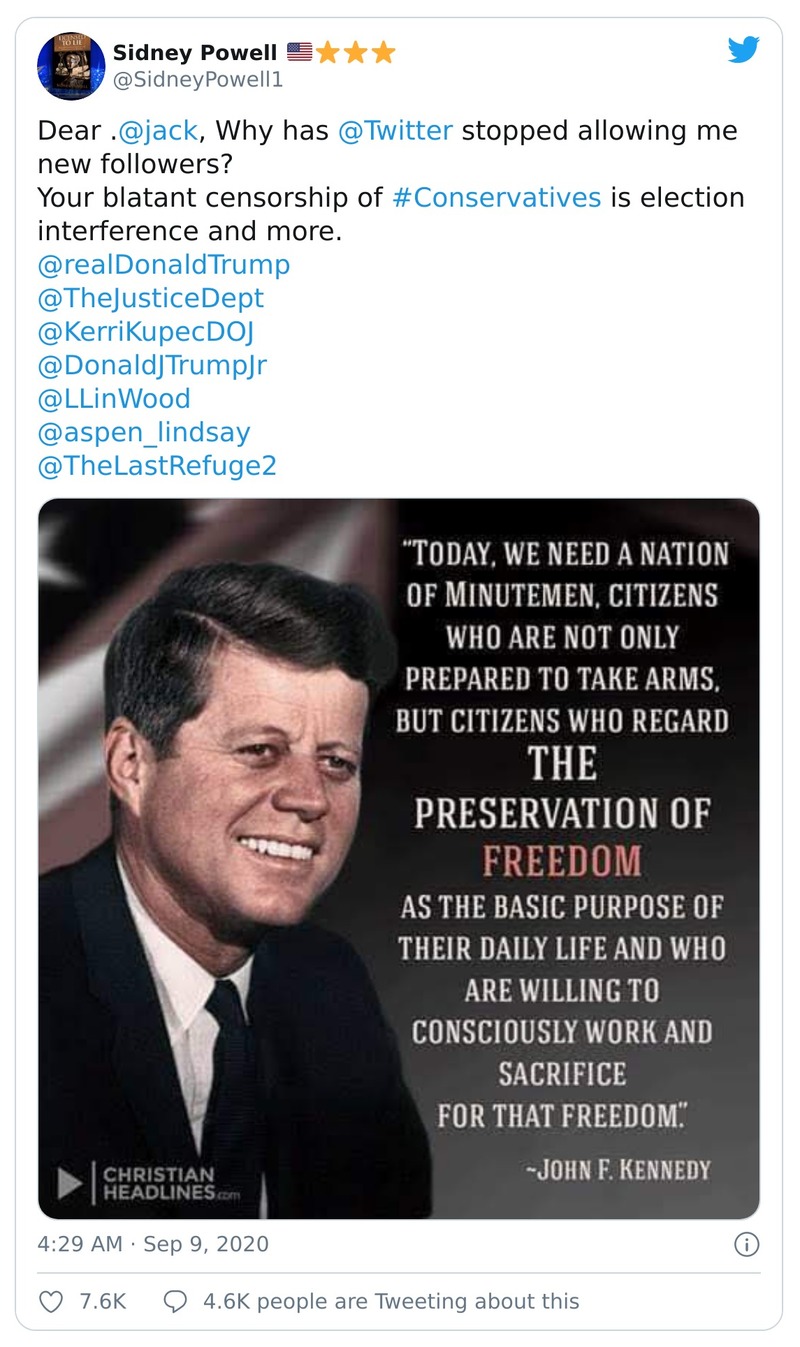 Sidney Powell 🇺🇸⭐⭐⭐
@SidneyPowell1
Dear .@jack, Why has @Twitter stopped allowing me
new followers?
Your blatant censorship of #Conservatives is election
interference and more.
@realDonaldTrump
@TheJusticeDept
@KerriKupecDOJ
@DonaldJTrumpJr
@LLinWood
@aspen_lindsay
@TheLastRefuge2
“TODAY, WE NEED A NATION
OF MINUTEMEN, CITIZENS
WHO ARE NOT ONLY
PREPARED TO TAKE ARMS,
BUT CITIZENS WHO REGARD
THE
PRESERVATION OF
FREEDOM
AS THE BASIC PURPOSE OF
THEIR DAILY LIFE AND WHO
ARE WILLING TO
CONSCIOUSLY WORK AND
SACRIFICE
FOR THAT FREEDOM.”
~JOHN F. KENNEDY
CHRISTIAN
HEADLINES.com
4:29 AM · Sep 9, 2020
7.6K 4.6K people are Tweeting about this